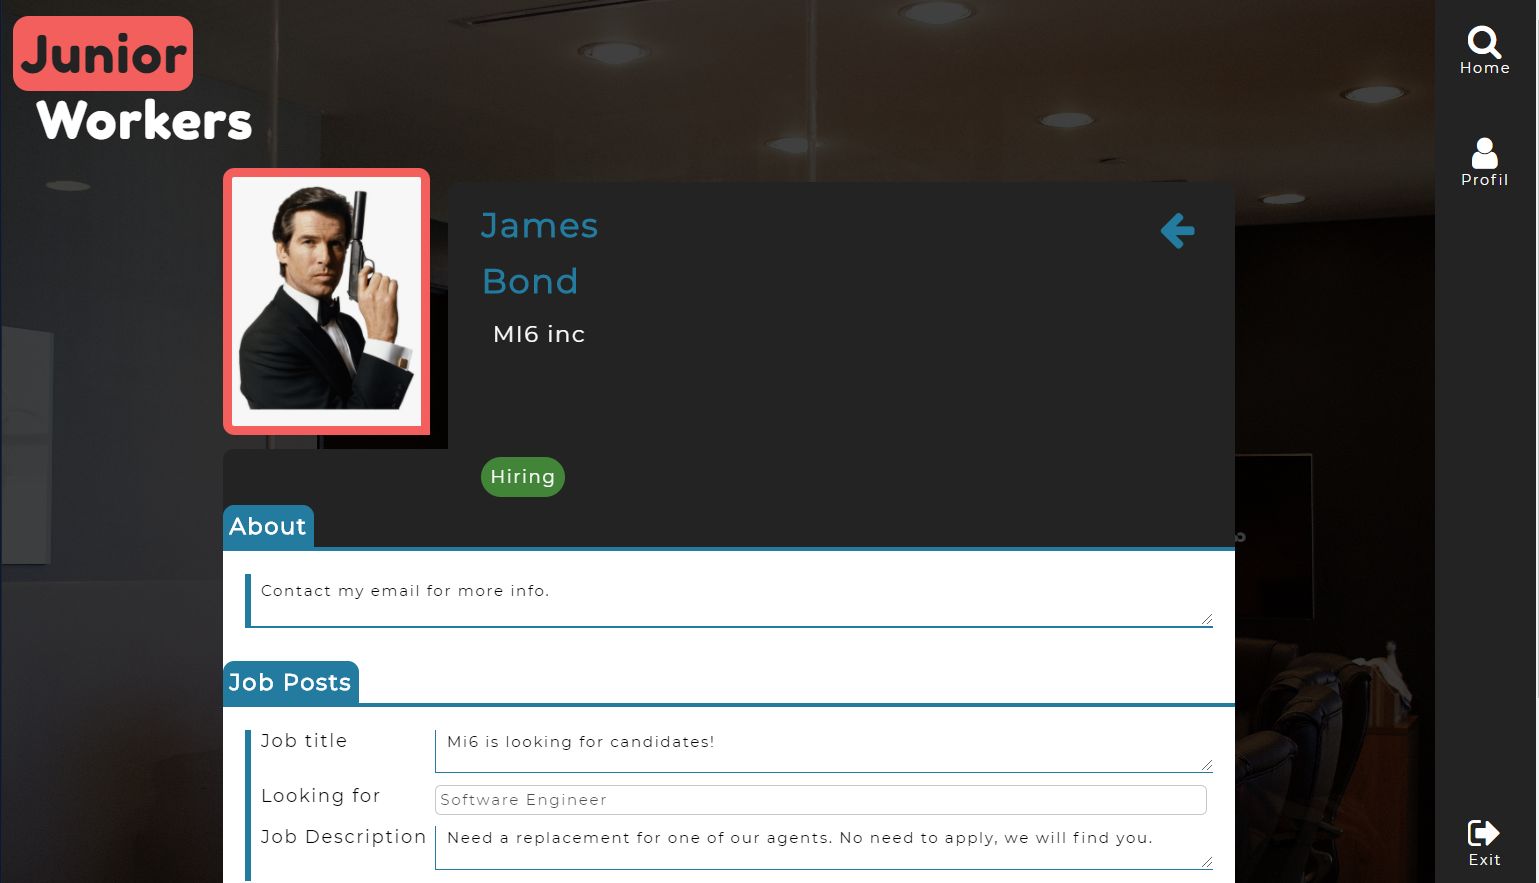 Junior
Workers
Home
Profil
James
Bond
MI6 inc
Hiring
About
Contact my email for more info.
Job Posts
Job title
Mi6 is looking for candidates!
Looking for
Software Engineer
Job Description
Need a replacement for one of our agents. No need to apply, we will find you.
Exit